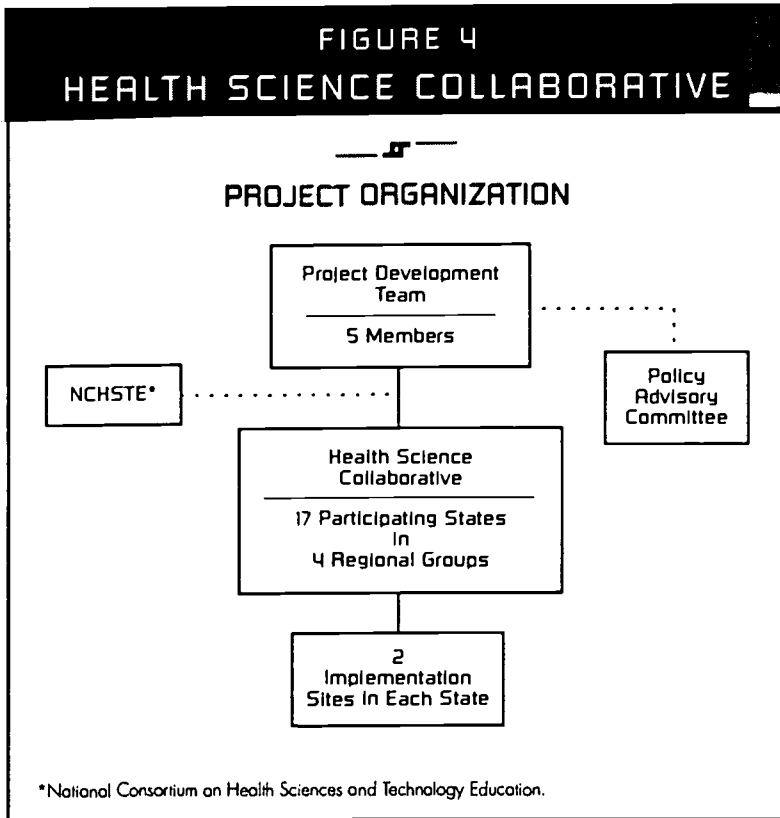 FIGURE 4
HEALTH SCIENCE COLLABORATIVE
PROJECT ORGANIZATION
Project Development
Team
5 Members
NCHSTE*
Policy
Advisory
Committee
Health Science
Collaborative
17 Participating States
In
4 Regional Groups
2
Implementation
Sites In Each State
*National Consortium on Health Sciences and Technology Education.